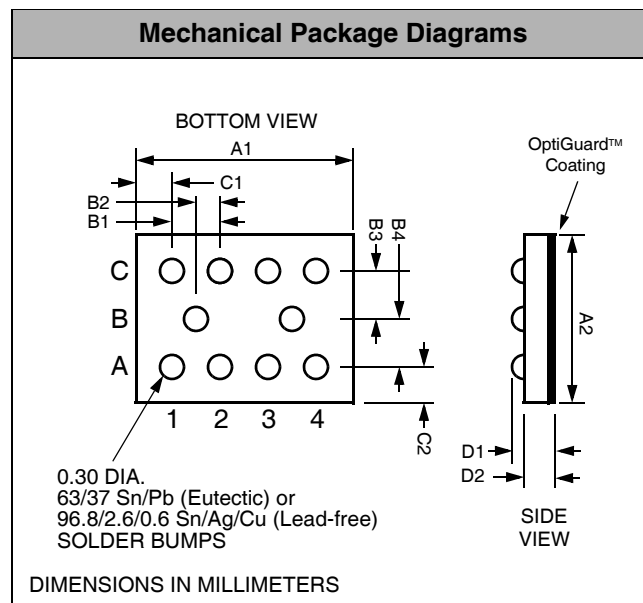 Mechanical Package Diagrams
BOTTOM VIEW
A1
OptiGuard™
Coating
C1
B2
B1
B3
B4
C
B
A
A2
1 2 3 4
C2
D1
D2
0.30 DIA.
63/37 Sn/Pb (Eutectic) or
96.8/2.6/0.6 Sn/Ag/Cu (Lead-free)
SOLDER BUMPS
SIDE
VIEW
DIMENSIONS IN MILLIMETERS